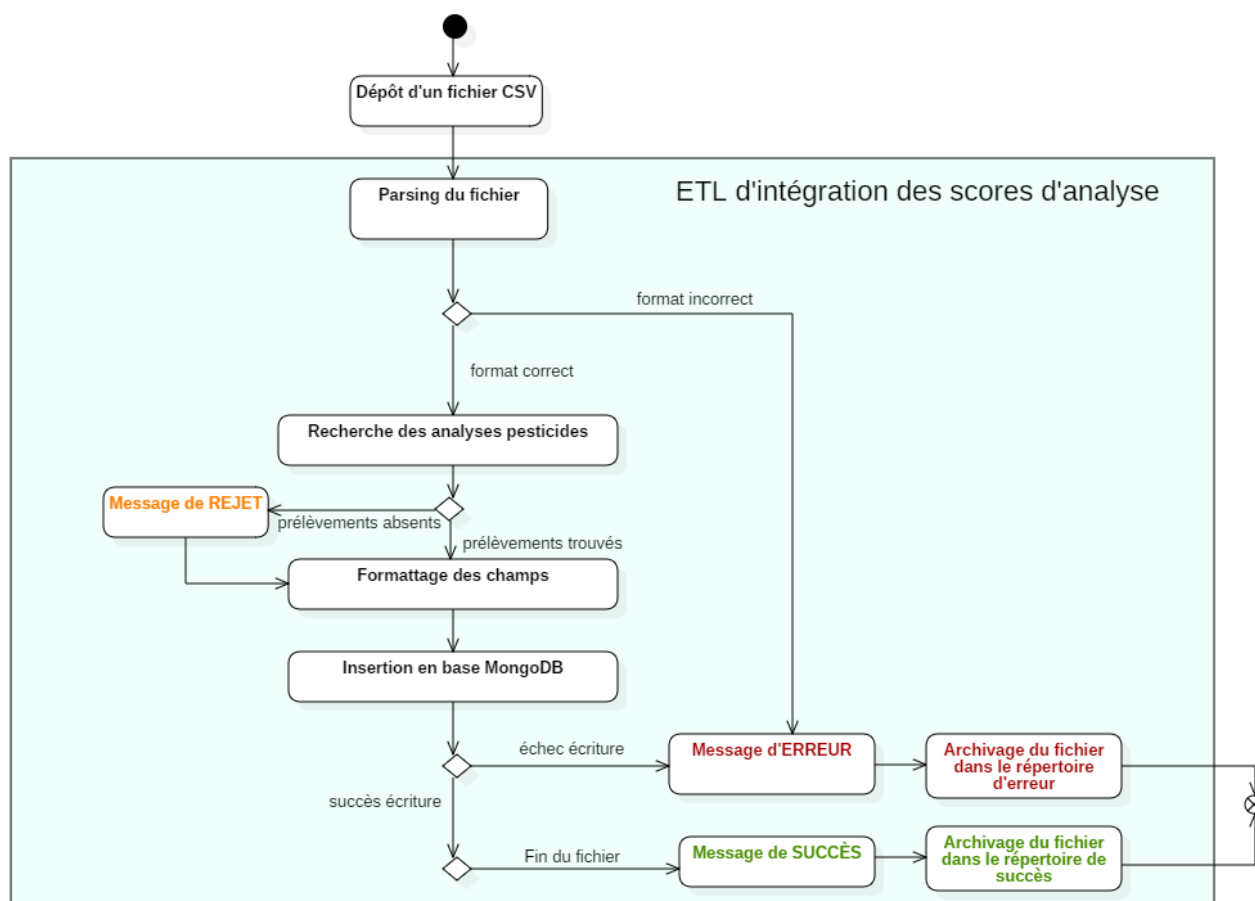 Dépôt d'un fichier CSV
ETL d'intégration des scores d'analyse
Parsing du fichier
format incorrect
format correct
Recherche des analyses pesticides
Message de REJET
prélèvements absents
prélèvements trouvés
Formattage des champs
Insertion en base MongoDB
échec écriture
Message d'ERREUR
Archivage du fichier
dans le répertoire
d'erreur
succès écriture
Fin du fichier
Message de SUCCÈS
Archivage du fichier
dans le répertoire de
succès